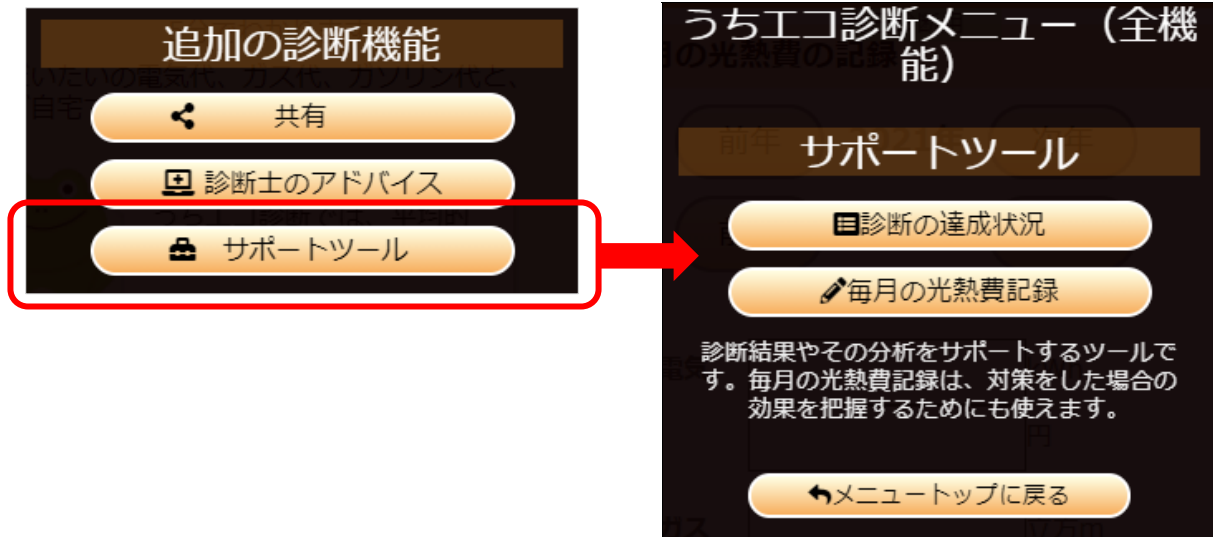 追加の診断機能
共有
診断士のアドバイス
サポートツール
うちエコ診断メニュー（全機
能）
サポートツール
診断の達成状況
毎月の光熱費記録
診断結果やその分析をサポートするツールで
す。毎月の光熱費記録は、対策をした場合の
効果を把握するためにも使えます。
メニュートップに戻る